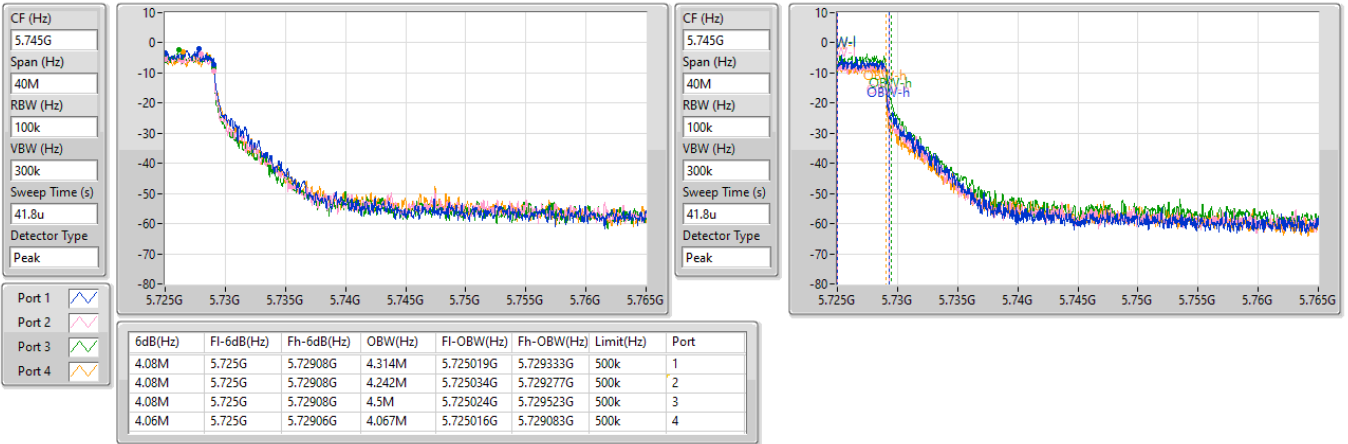 CF (Hz)
5.745G
Span (Hz)
40M
RBW (Hz)
100k
VBW (Hz)
300k
Sweep Time (s)
41.8u
Detector Type
Peak
10
0
-10
-20
-30
-40
-50
-60
-70
-80
5.725G 5.73G 5.735G 5.74G 5.745G 5.75G 5.755G 5.76G 5.765G
CF (Hz)
5.745G
Span (Hz)
40M
RBW (Hz)
100k
VBW (Hz)
300k
Sweep Time (s)
41.8u
Detector Type
Peak
10
0
-10
-20
-30
-40
-50
-60
-70
-80
W-l
OBW-h
OBW-h
OBW-h
5.725G 5.73G 5.735G 5.74G 5.745G 5.75G 5.755G 5.76G 5.765G
Port 1
Port 2
Port 3
Port 4
6dB(Hz) Fl-6dB(Hz) Fh-6dB(Hz) OBW(Hz) Fl-OBW(Hz) Fh-OBW(Hz) Limit(Hz) Port
4.08M 5.725G 5.72908G 4.314M 5.725019G 5.729333G 500k 1
4.08M 5.725G 5.72908G 4.242M 5.725034G 5.729277G 500k 2
4.08M 5.725G 5.72908G 4.5M 5.725024G 5.729523G 500k 3
4.06M 5.725G 5.72906G 4.067M 5.725016G 5.729083G 500k 4